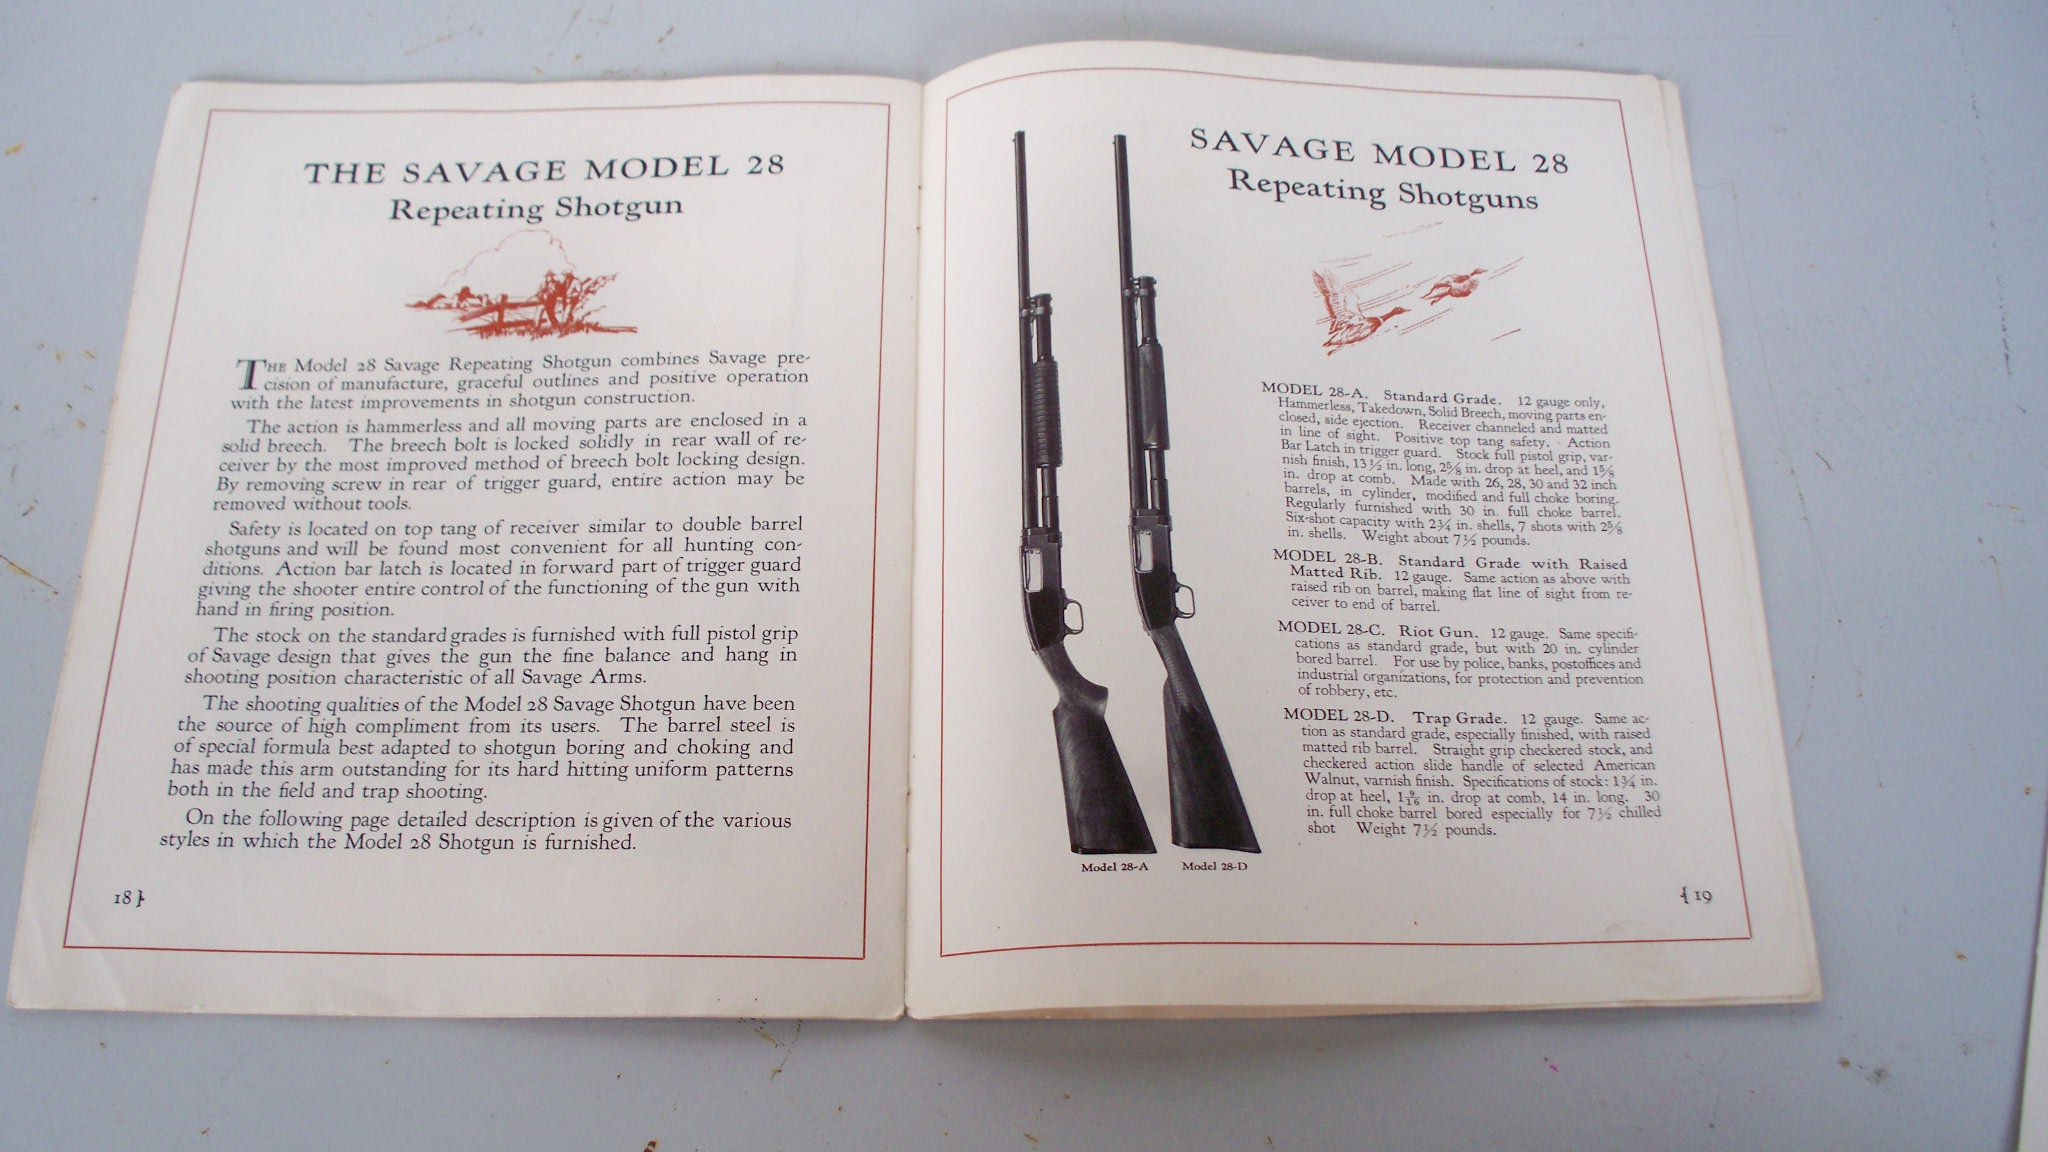 THE SAVAGE MODEL 28
Repeating Shotgun
THE Model 28 Savage Repeating Shotgun combines Savage pre-
cision of manufacture, graceful outlines and positive operation
with the latest improvements in shotgun construction.
The action is hammerless and all moving parts are enclosed in a
solid breech. The breech bolt is locked solidly in rear wall of re-
ceiver by the most improved method of breech bolt locking design.
By removing screw in rear of trigger guard, entire action may be
removed without tools.
Safety is located on top tang of receiver similar to double barrel
shotguns and will be found most convenient for all hunting con-
ditions. Action bar latch is located in forward part of trigger guard
giving the shooter entire control of the functioning of the gun with
hand in firing position.
The stock on the standard grades is furnished with full pistol grip
of Savage design that gives the gun the fine balance and hang in
shooting position characteristic of all Savage Arms.
The shooting qualities of the Model 28 Savage Shotgun have been
the source of high compliment from its users. The barrel steel is
of special formula best adapted to shotgun boring and choking and
has made this arm outstanding for its hard hitting uniform patterns
both in the field and trap shooting.
On the following page detailed description is given of the various
styles in which the Model 28 Shotgun is furnished.
18 }
SAVAGE MODEL 28
Repeating Shotguns
MODEL 28-A. Standard Grade. 12 gauge only,
Hammerless, Takedown, Solid Breech, moving parts en-
closed, side ejection. Receiver channeled and matted
in line of sight. Positive top tang safety. - Action
Bar Latch in trigger guard. Stock full pistol grip, var-
nish finish, 13½ in. long, 2⅝ in. drop at heel, and 1⅝
in. drop at comb. Made with 26, 28, 30 and 32 inch
barrels, in cylinder, modified and full choke boring.
Regularly furnished with 30 in. full choke barrel.
Six-shot capacity with 2¾ in. shells, 7 shots with 2⅝
in. shells. Weight about 7½ pounds.
MODEL 28-B. Standard Grade with Raised
Matted Rib. 12 gauge. Same action as above with
raised rib on barrel, making flat line of sight from re-
ceiver to end of barrel.
MODEL 28-C. Riot Gun. 12 gauge. Same specifi-
cations as standard grade, but with 20 in. cylinder
bored barrel. For use by police, banks, postoffices and
industrial organizations, for protection and prevention
of robbery, etc.
MODEL 28-D. Trap Grade. 12 gauge. Same ac-
tion as standard grade, especially finished, with raised
matted rib barrel. Straight grip checkered stock, and
checkered action slide handle of selected American
Walnut, varnish finish. Specifications of stock: 1¾ in.
drop at heel, 1 9/16 in. drop at comb, 14 in. long. 30
in. full choke barrel bored especially for 7½ chilled
shot Weight 7½ pounds.
Model 28-A Model 28-D
{ 19